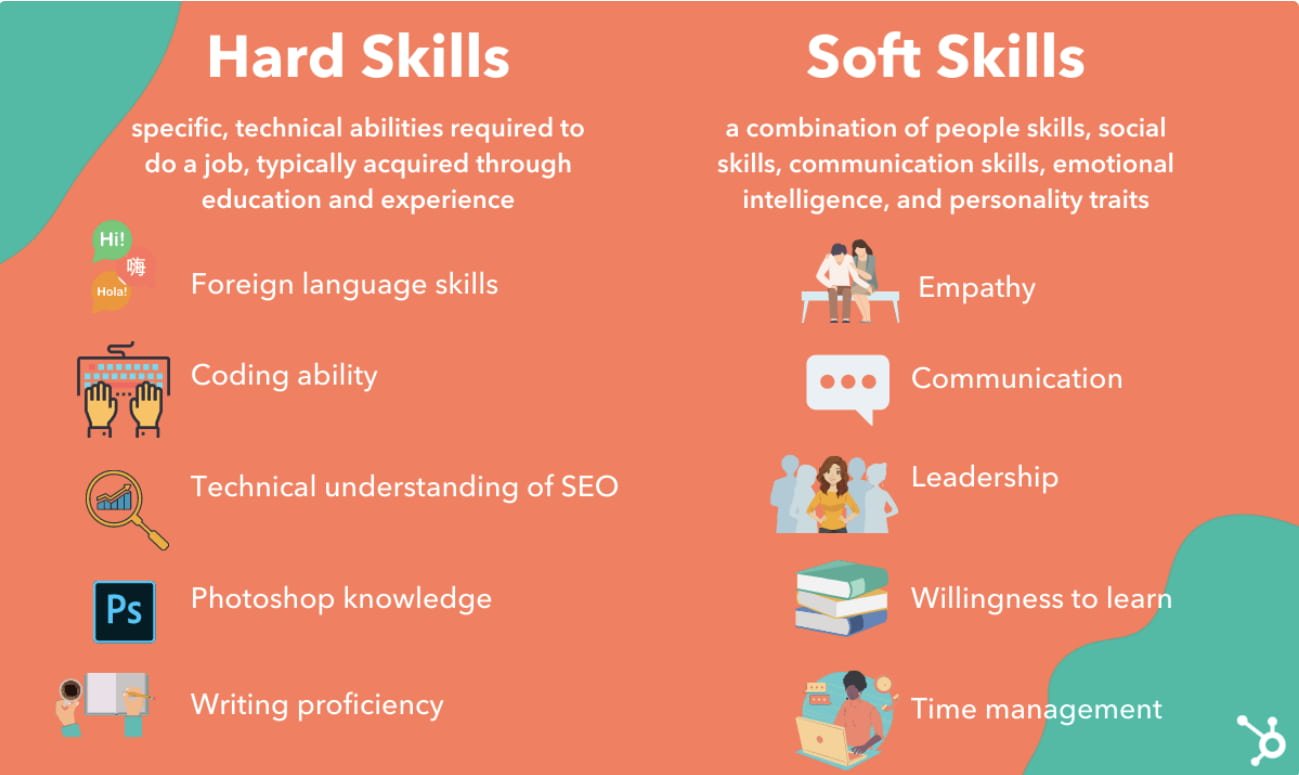 Hard Skills
specific, technical abilities required to
do a job, typically acquired through
education and experience
Hi!
嗨
Hola!
Foreign language skills
Coding ability
Technical understanding of SEO
Ps
Photoshop knowledge
Writing proficiency
Soft Skills
a combination of people skills, social
skills, communication skills, emotional
intelligence, and personality traits
Empathy
Communication
Leadership
Willingness to learn
Time management